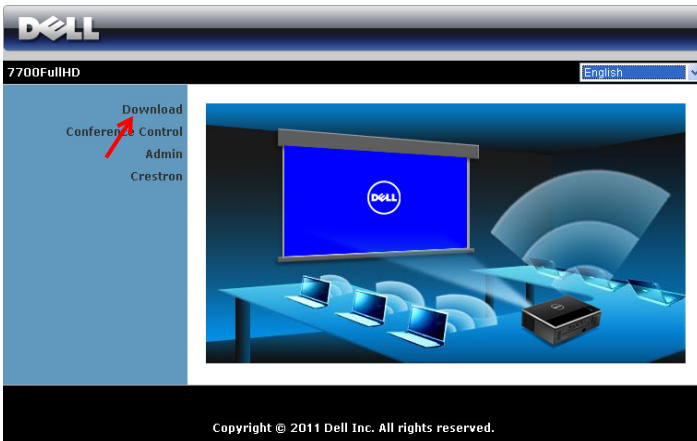 DELL
7700FullHD
English
Download
Conference Control
Admin
Crestron
DELL
Copyright © 2011 Dell Inc. All rights reserved.